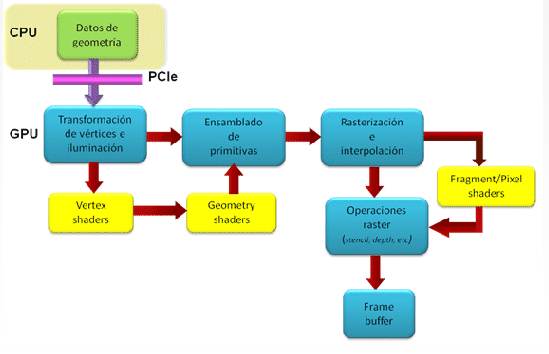 CPU
Datos de
geometría
PCIe
GPU
Transformación
de vértices e
iluminación
Ensamblado
de
primitivas
Rasterización
e
interpolación
Vertex
shaders
Geometry
shaders
Fragment/Pixel
shaders
Operaciones
raster
(stencil, depth, etc)
Frame
buffer